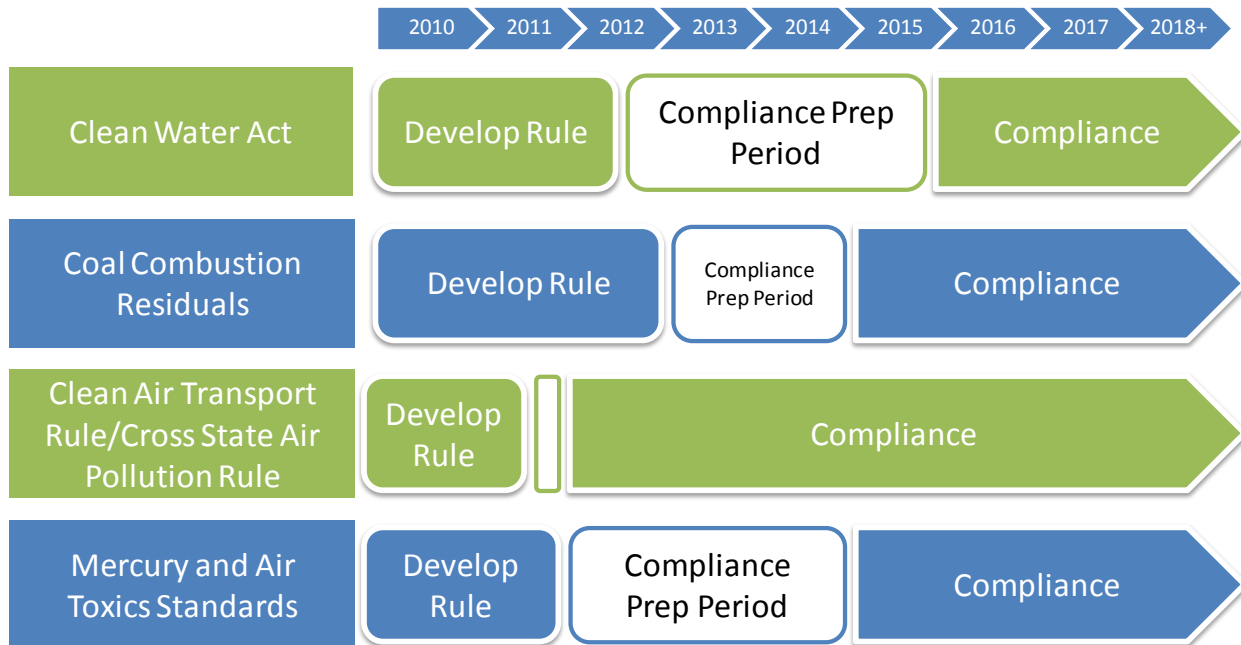 2010 2011 2012 2013 2014 2015 2016 2017 2018+
Clean Water Act
Develop Rule
Compliance Prep
Period
Compliance
Coal Combustion
Residuals
Develop Rule
Compliance
Prep Period
Compliance
Clean Air Transport
Rule/Cross State Air
Pollution Rule
Develop
Rule
Compliance
Mercury and Air
Toxics Standards
Develop
Rule
Compliance
Prep Period
Compliance